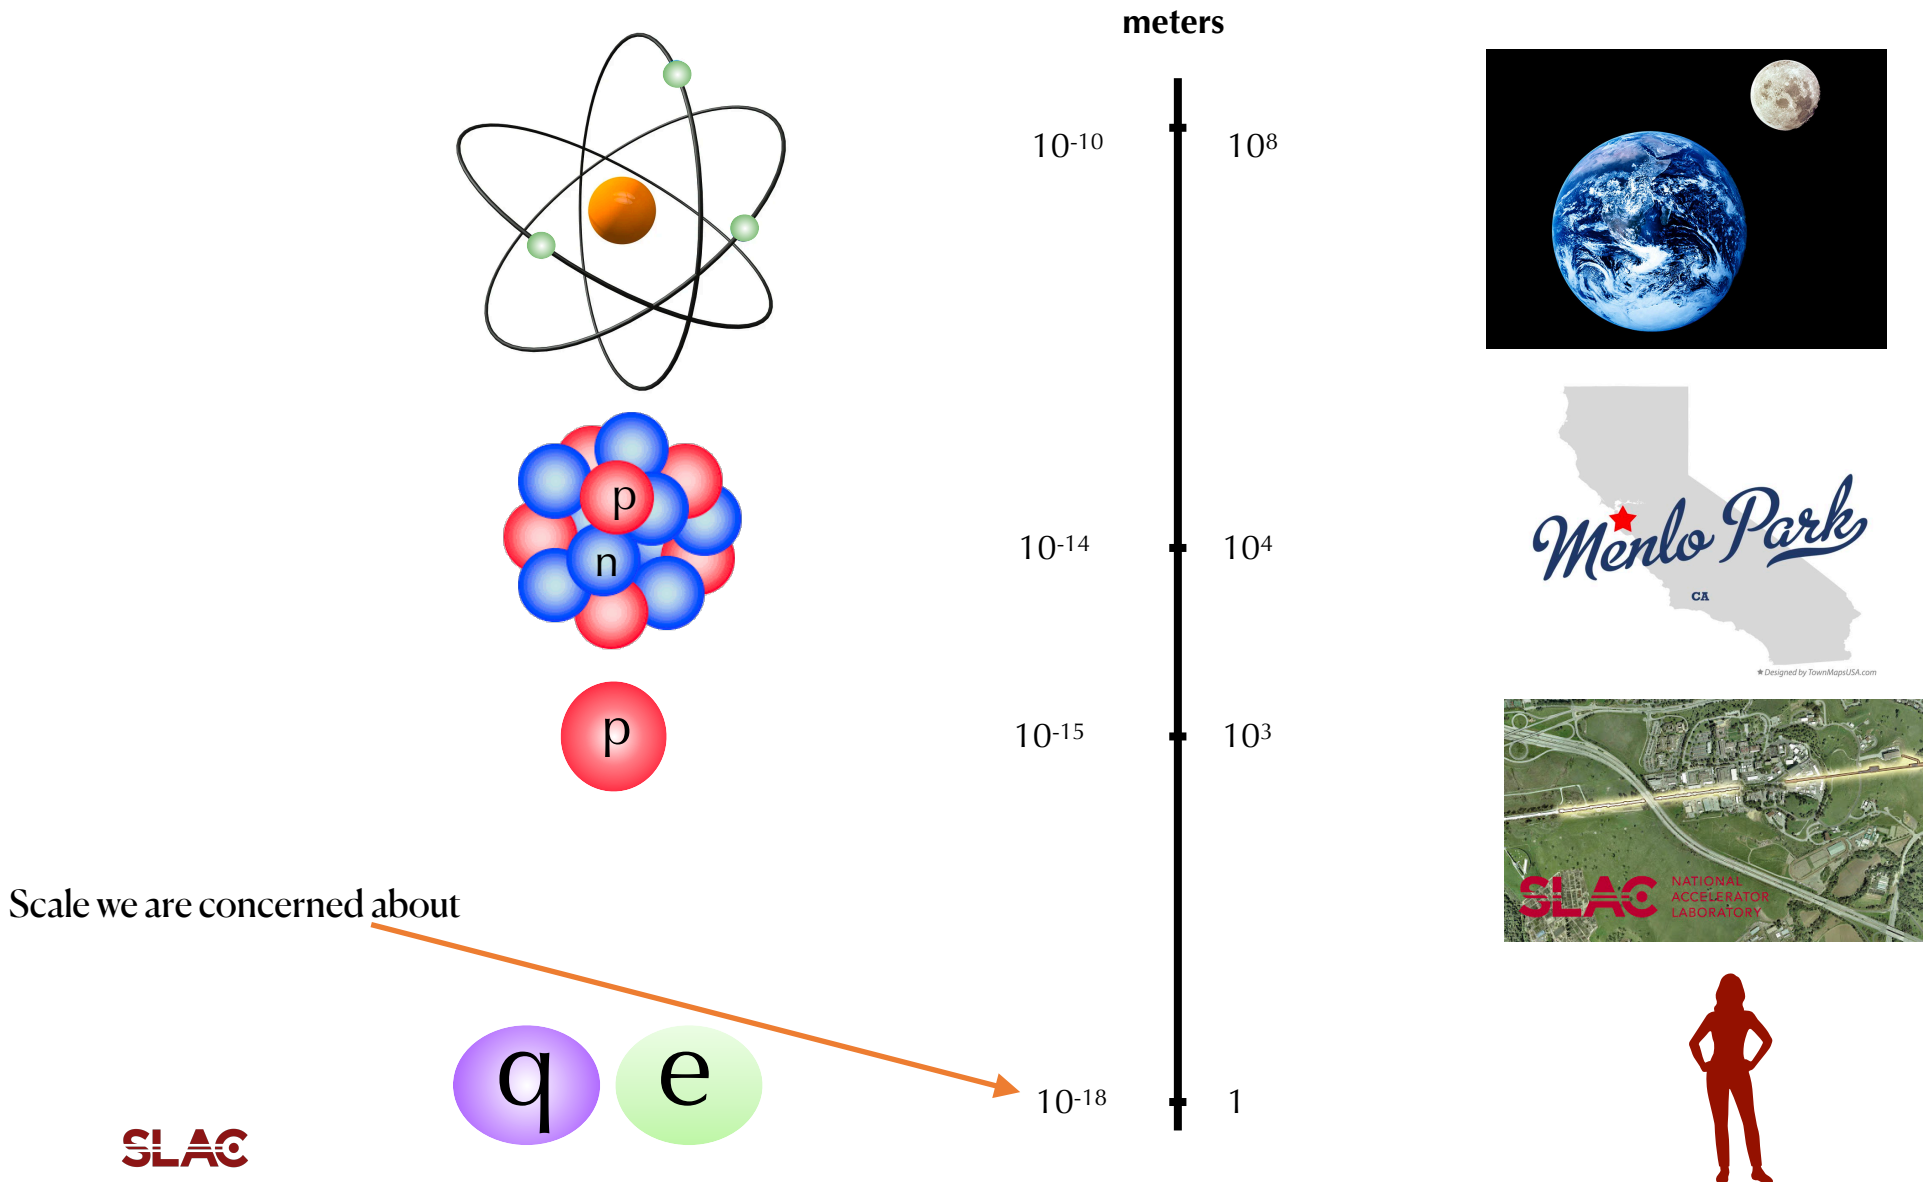 meters
10⁻¹⁰ 10⁸
p
n
10⁻¹⁴ 10⁴
Menlo Park
CA
★ Designed by TownMapsUSA.com
p
10⁻¹⁵ 10³
SLAC NATIONAL
ACCELERATOR
LABORATORY
Scale we are concerned about
q e
10⁻¹⁸ 1
SLAC